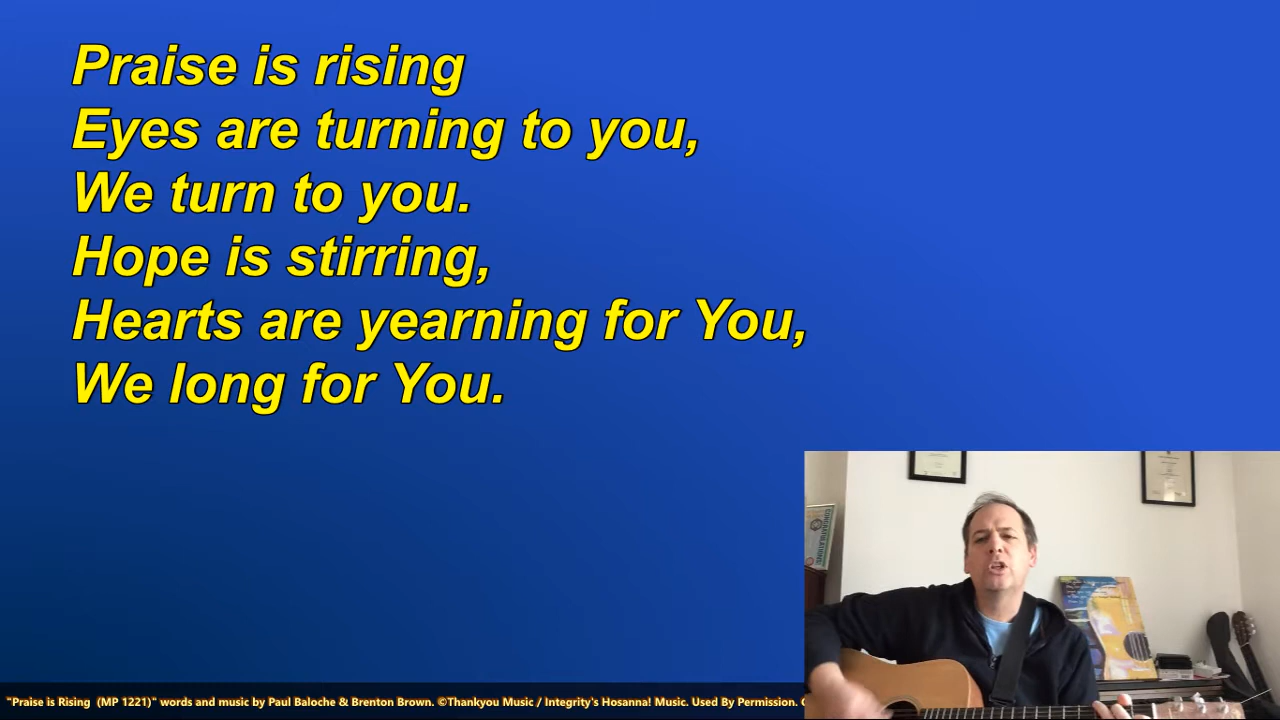 Praise is rising
Eyes are turning to you,
We turn to you.
Hope is stirring,
Hearts are yearning for You,
We long for You.
CONGRATULATIONS
"Praise is Rising (MP 1221)" words and music by Paul Baloche & Brenton Brown. ©Thankyou Music / Integrity's Hosanna! Music. Used By Permission.